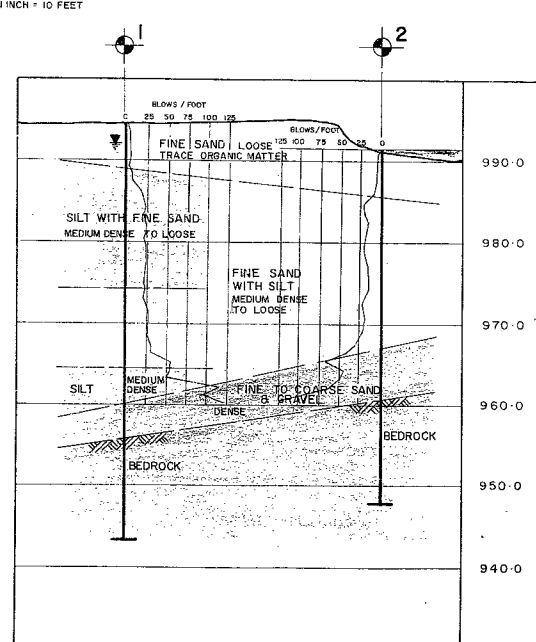 1 INCH = 10 FEET
1
2
BLOWS / FOOT
0 25 50 75 100 125
BLOWS / FOOT
125 100 75 50 25 0
FINE SAND LOOSE
TRACE ORGANIC MATTER
990.0
SILT WITH FINE SAND
MEDIUM DENSE TO LOOSE
980.0
FINE SAND
WITH SILT
MEDIUM DENSE
TO LOOSE
970.0
SILT
MEDIUM
DENSE
FINE TO COARSE SAND
& GRAVEL
DENSE
960.0
BEDROCK
BEDROCK
950.0
940.0